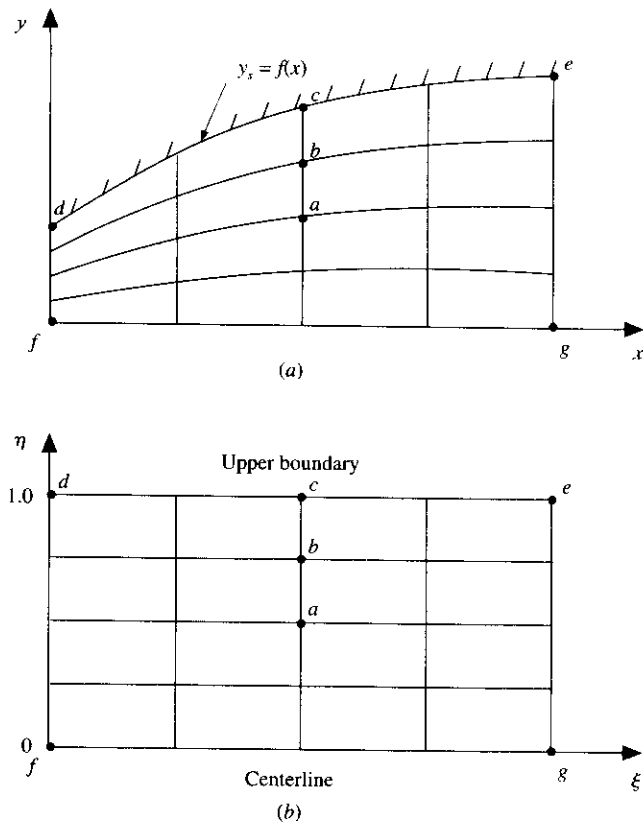 y
y_s = f(x)
e
c
b
d
a
f
g
x
(a)
η
Upper boundary
1.0
d
c
e
b
a
0
f
g
Centerline
ξ
(b)